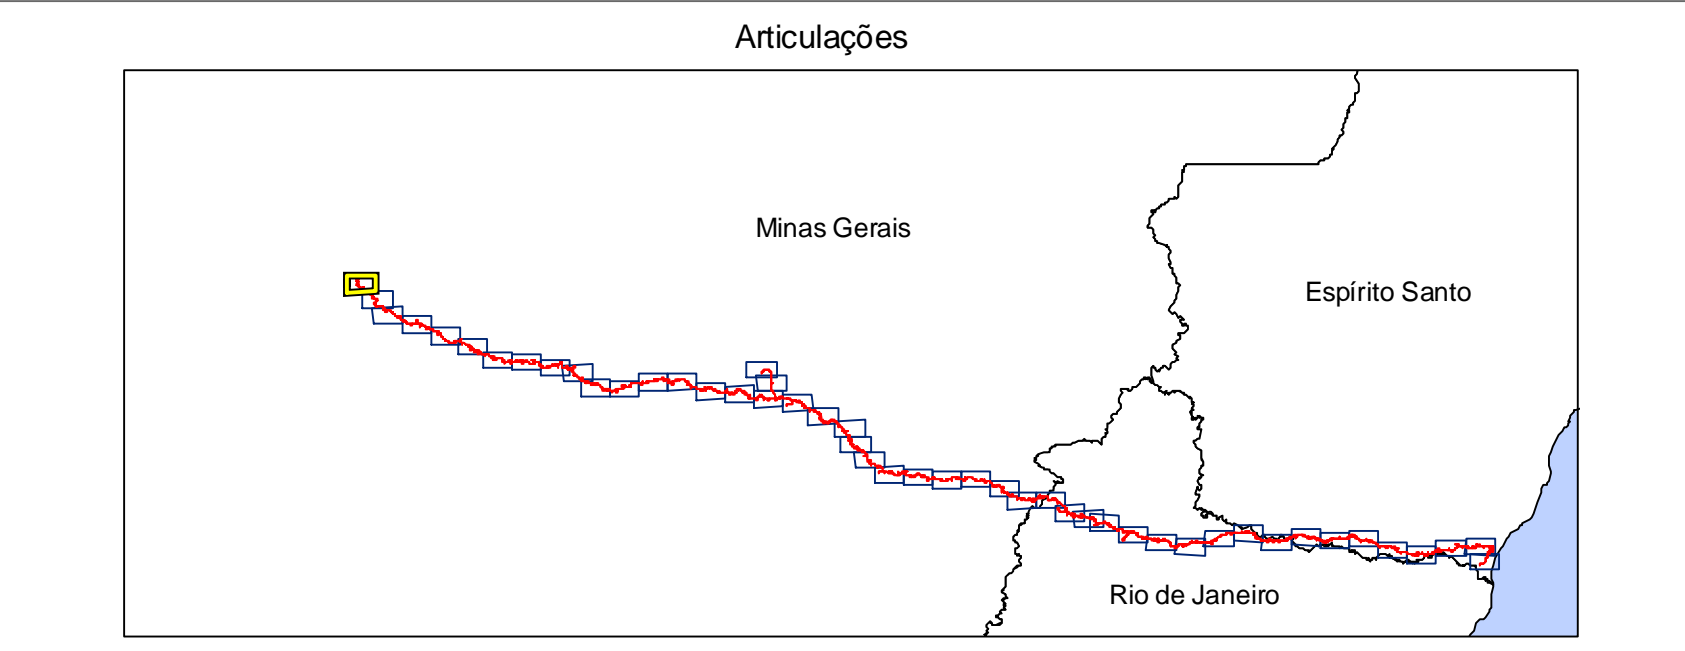 Articulações
Minas Gerais
Espírito Santo
Rio de Janeiro